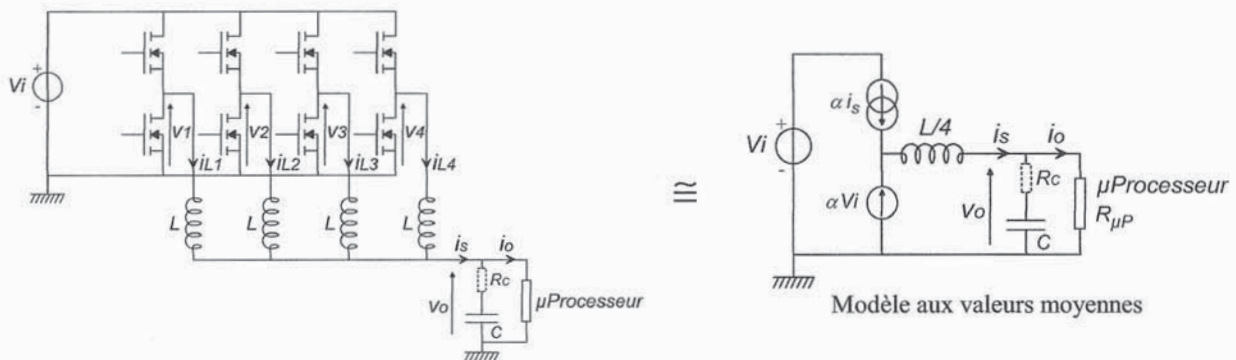 Vi
+
-
V1
V2
V3
V4
iL1
iL2
iL3
iL4
L
L
L
L
is
io
vo
Rc
C
µProcesseur
≅
Vi
+
-
α is
αVi
L/4
is
io
vo
Rc
C
µProcesseur
RµP
Modèle aux valeurs moyennes